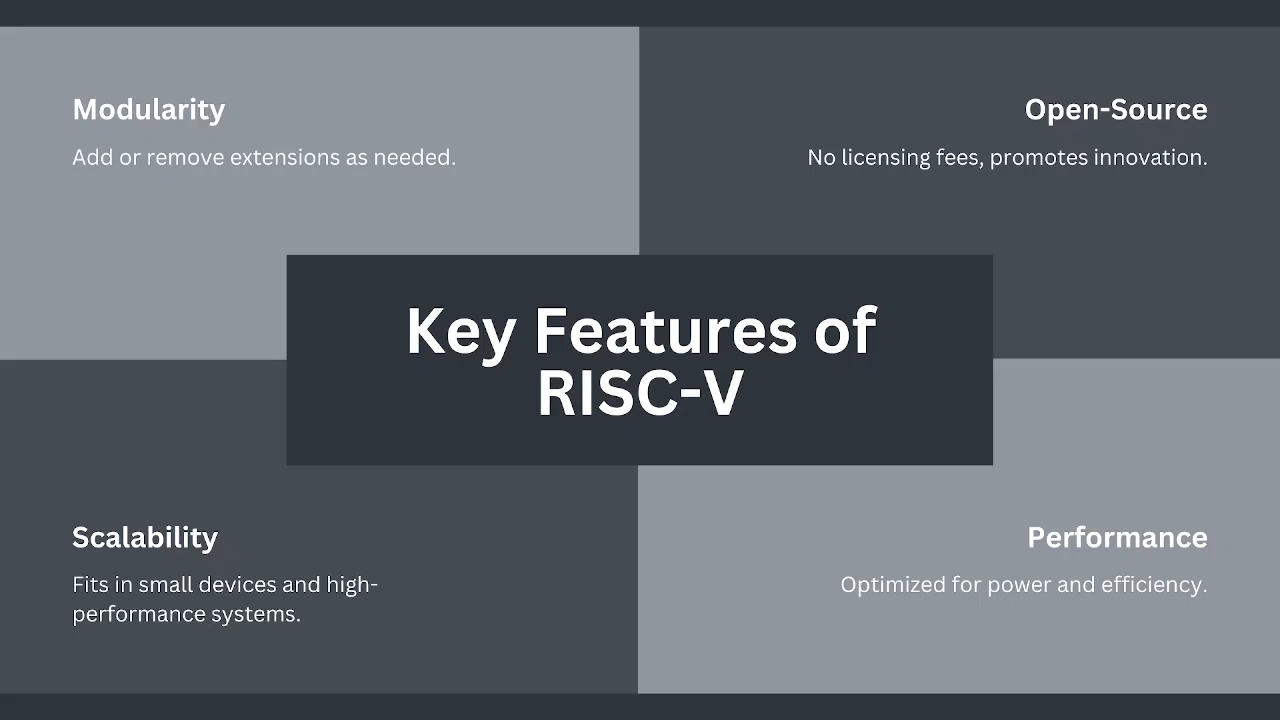 Modularity
Add or remove extensions as needed.
Open-Source
No licensing fees, promotes innovation.
Key Features of
RISC-V
Scalability
Fits in small devices and high-
performance systems.
Performance
Optimized for power and efficiency.